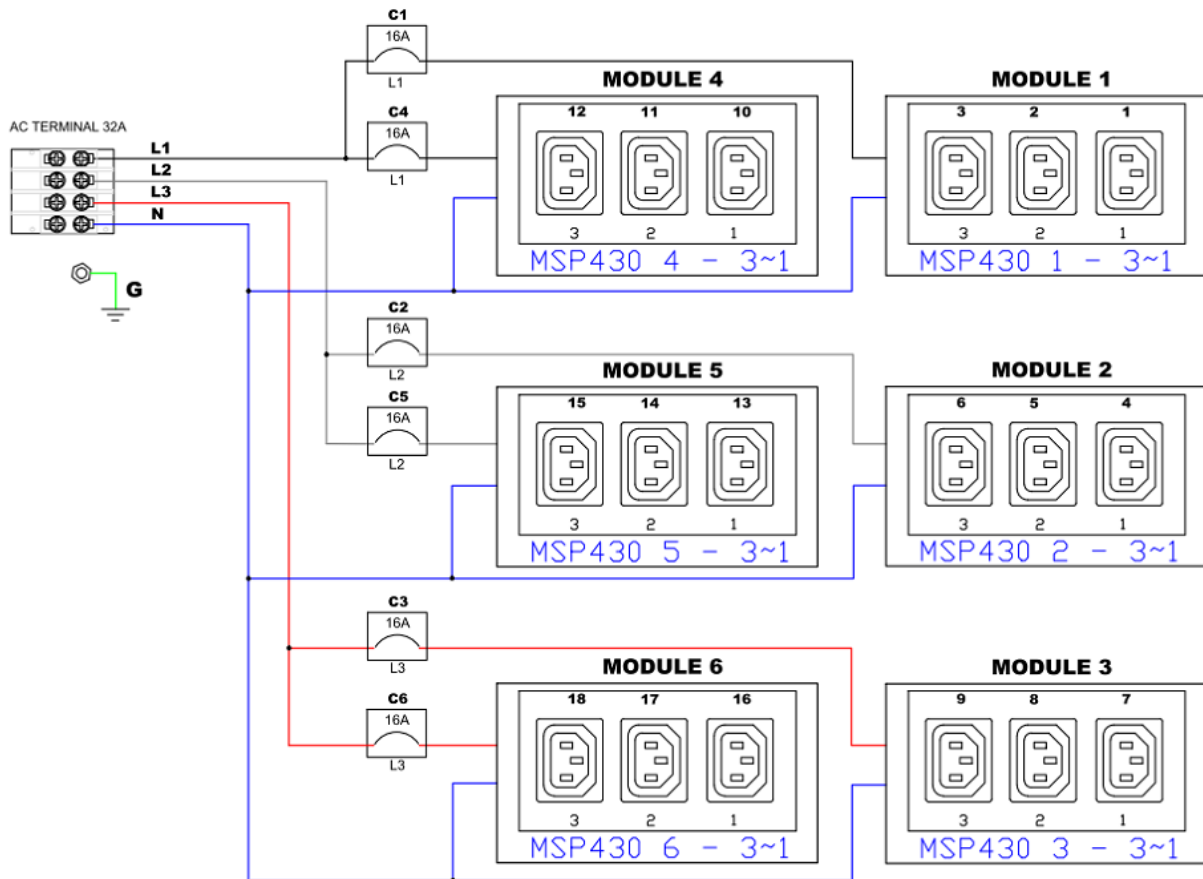 C1
16A
L1
MODULE 4
MODULE 1
12 11 10
3 2 1
AC TERMINAL 32A
C4
16A
L1
L1
L2
L3
N
3 2 1
3 2 1
MSP430 4 - 3~1
MSP430 1 - 3~1
G
C2
16A
L2
MODULE 5
MODULE 2
15 14 13
6 5 4
C5
16A
L2
3 2 1
3 2 1
MSP430 5 - 3~1
MSP430 2 - 3~1
C3
16A
L3
MODULE 6
MODULE 3
18 17 16
9 8 7
C6
16A
L3
3 2 1
3 2 1
MSP430 6 - 3~1
MSP430 3 - 3~1